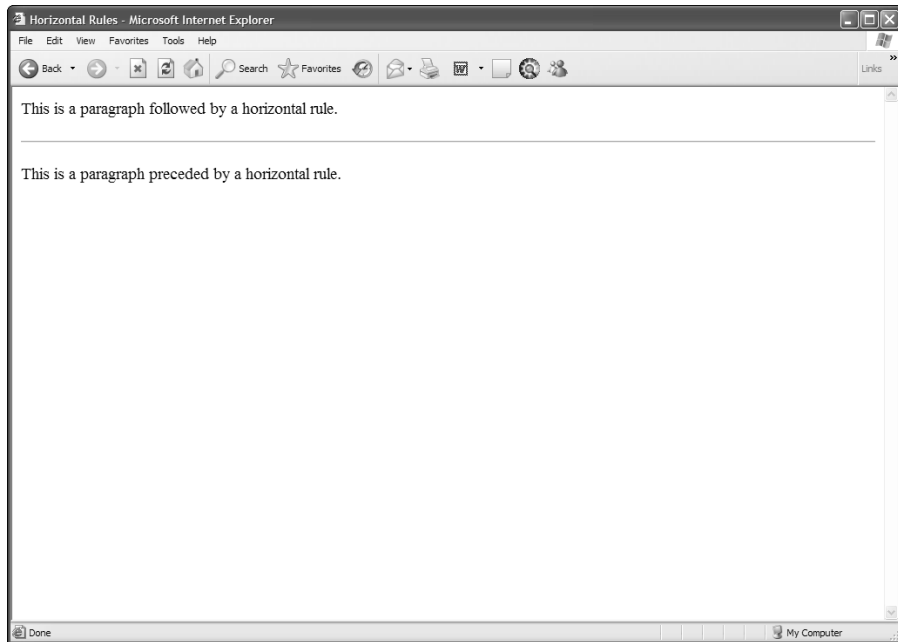 Horizontal Rules - Microsoft Internet Explorer
File Edit View Favorites Tools Help
Back Search Favorites W Links »
This is a paragraph followed by a horizontal rule.
This is a paragraph preceded by a horizontal rule.
Done My Computer